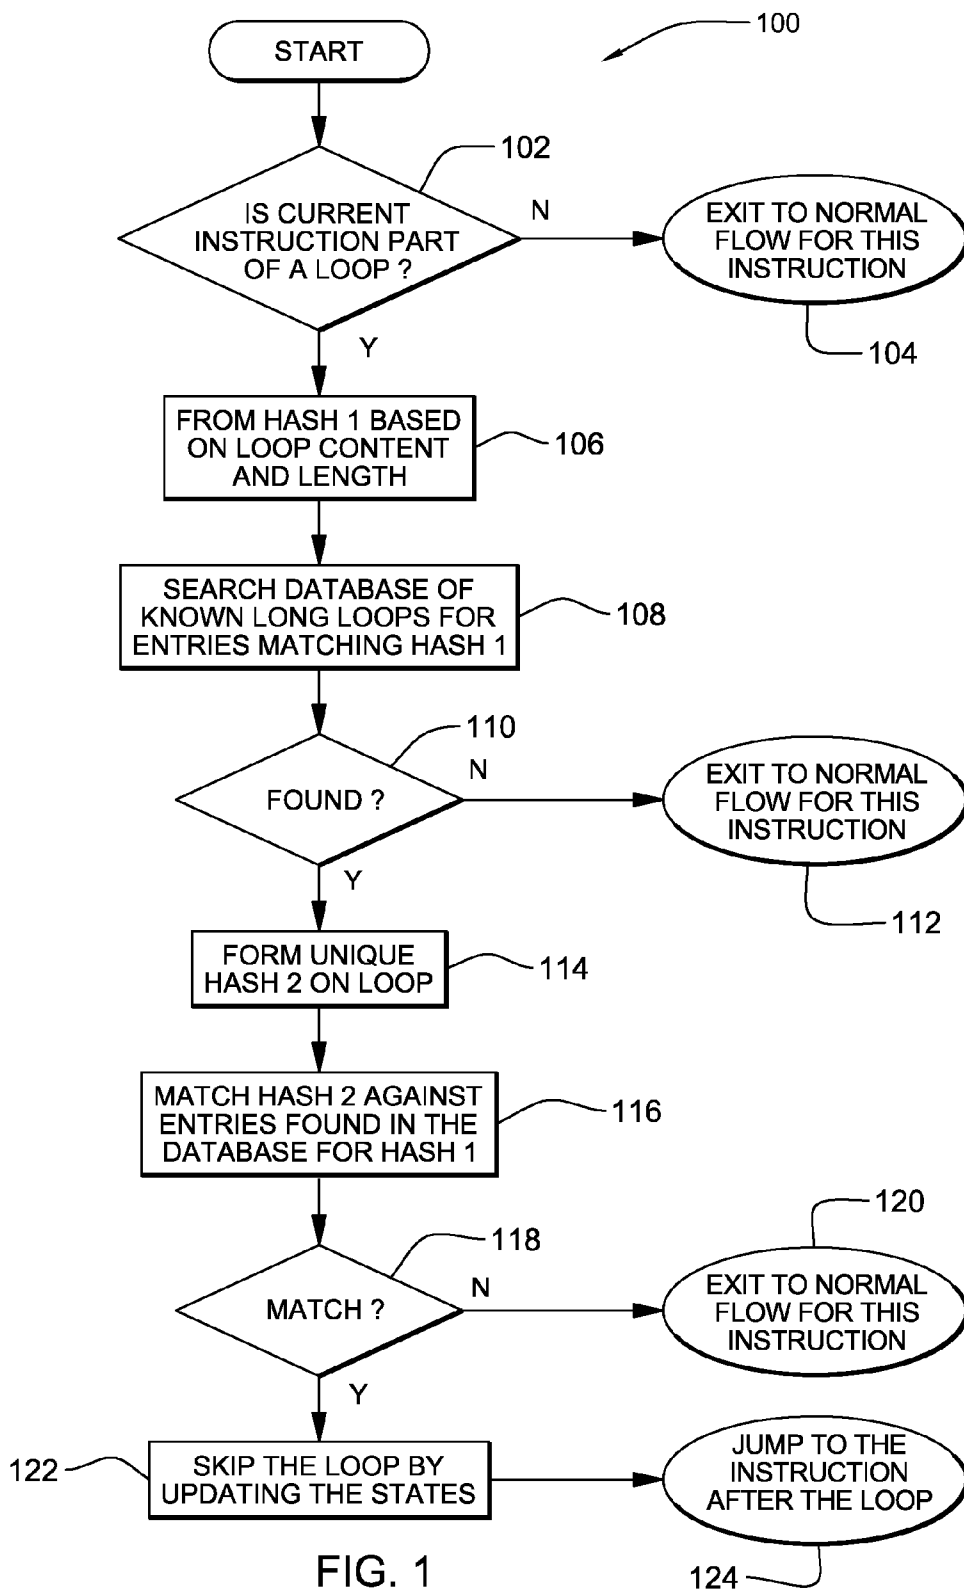 START
100
102
IS CURRENT
INSTRUCTION PART
OF A LOOP ?
N
EXIT TO NORMAL
FLOW FOR THIS
INSTRUCTION
104
Y
FROM HASH 1 BASED
ON LOOP CONTENT
AND LENGTH
106
SEARCH DATABASE OF
KNOWN LONG LOOPS FOR
ENTRIES MATCHING HASH 1
108
110
FOUND ?
N
EXIT TO NORMAL
FLOW FOR THIS
INSTRUCTION
112
Y
FORM UNIQUE
HASH 2 ON LOOP
114
MATCH HASH 2 AGAINST
ENTRIES FOUND IN THE
DATABASE FOR HASH 1
116
118
MATCH ?
N
120
EXIT TO NORMAL
FLOW FOR THIS
INSTRUCTION
Y
122
SKIP THE LOOP BY
UPDATING THE STATES
JUMP TO THE
INSTRUCTION
AFTER THE LOOP
124
FIG. 1